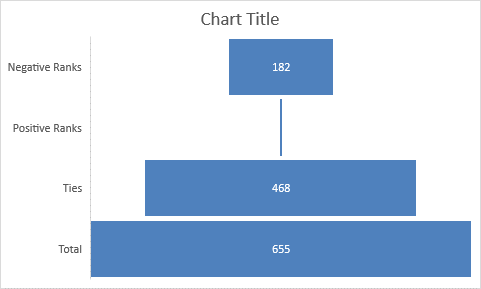 Chart Title
Negative Ranks
182
Positive Ranks
Ties
468
Total
655